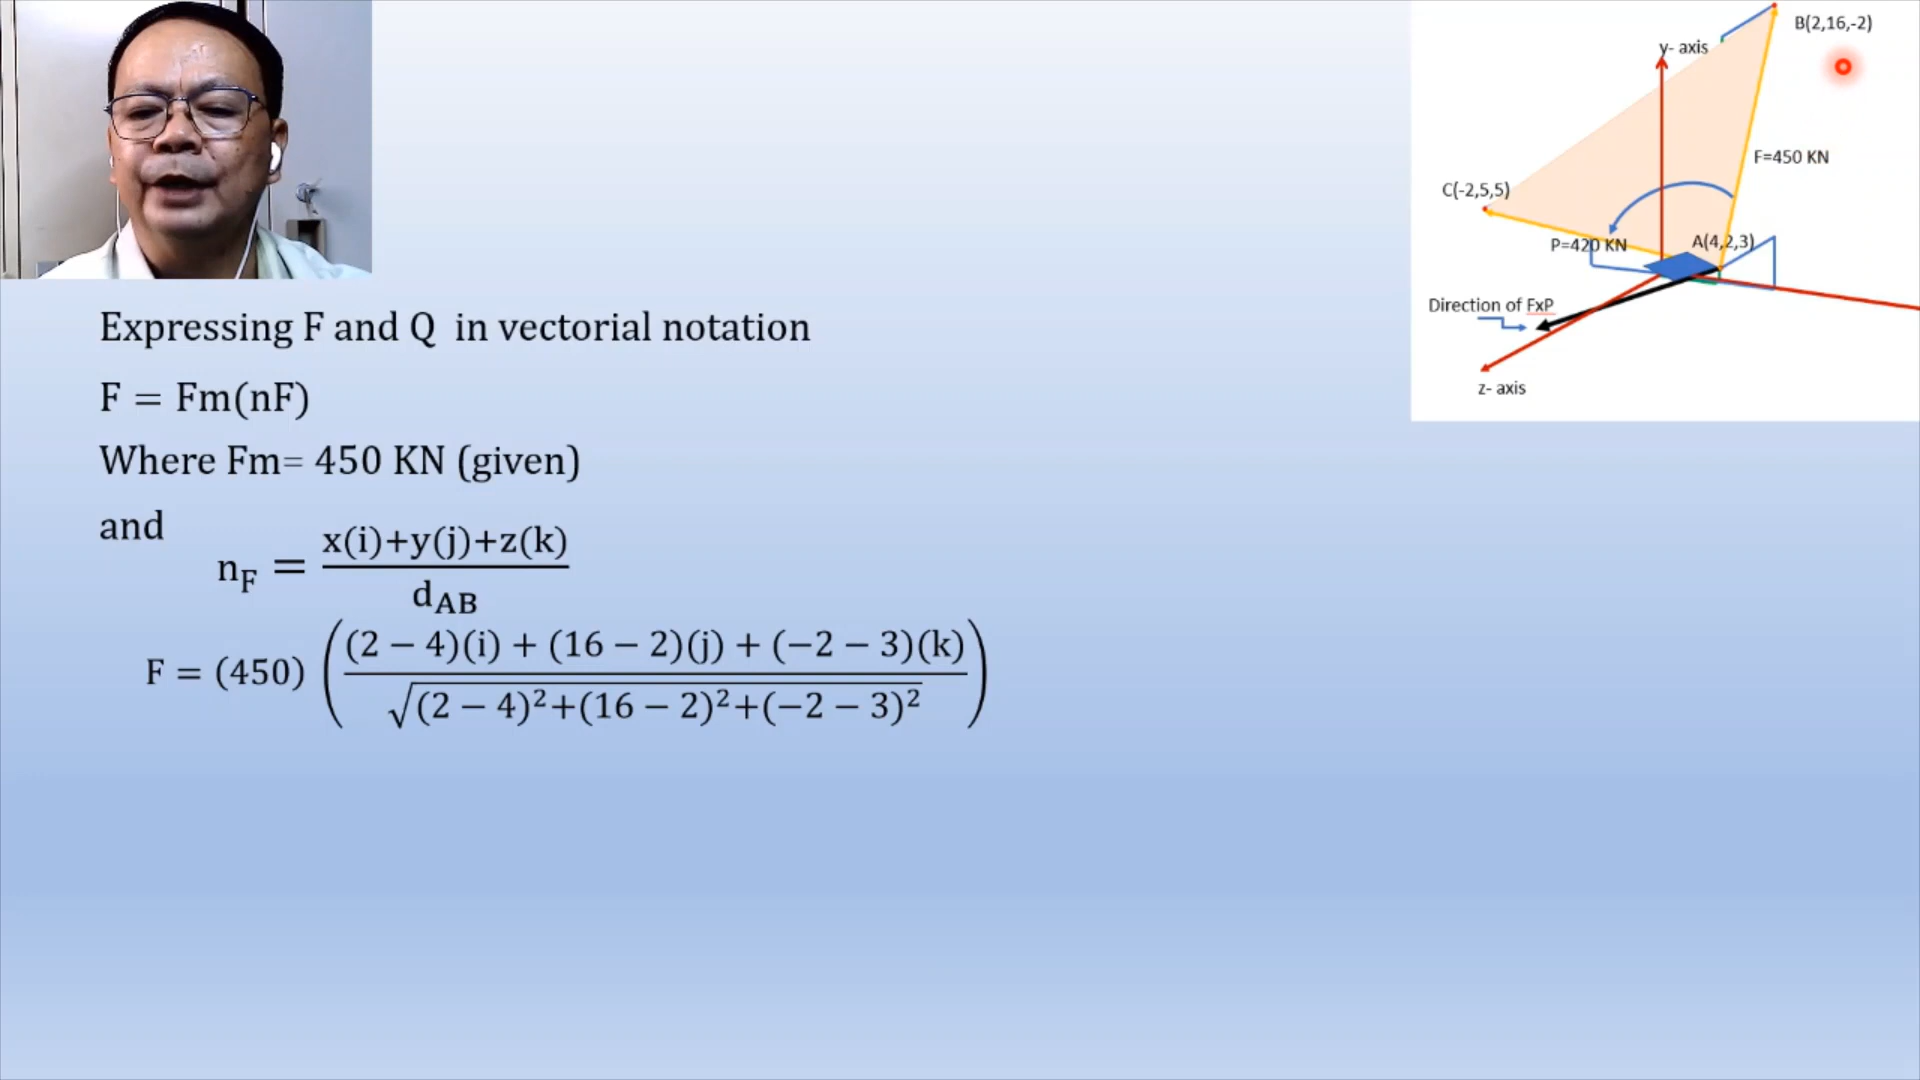 Expressing F and Q in vectorial notation
F = Fm(nF)
Where Fm= 450 KN (given)
and
n_F = x(i)+y(j)+z(k) / d_AB
F = (450) ( (2 − 4)(i) + (16 − 2)(j) + (−2 − 3)(k) / √(2 − 4)²+(16 − 2)²+(−2 − 3)² )
B(2,16,-2)
y- axis
F=450 KN
C(-2,5,5)
P=420 KN
A(4,2,3)
Direction of FxP
z- axis